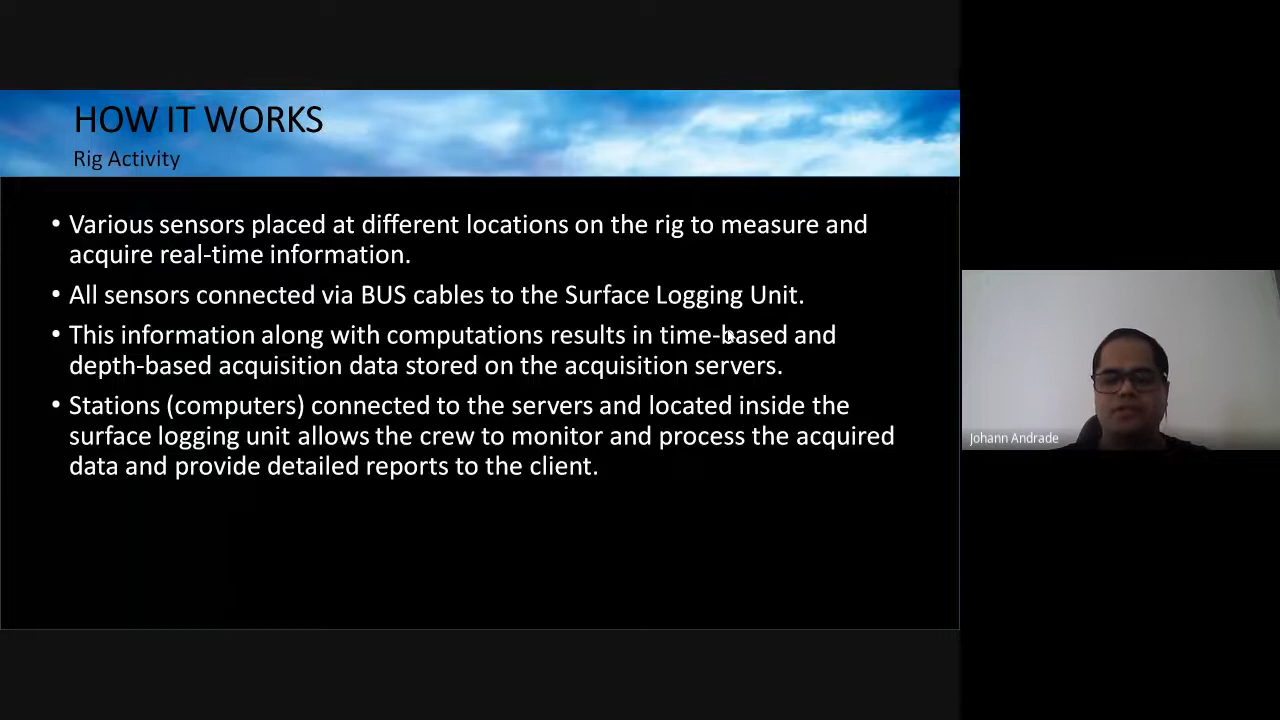 HOW IT WORKS
Rig Activity
• Various sensors placed at different locations on the rig to measure and
acquire real-time information.
• All sensors connected via BUS cables to the Surface Logging Unit.
• This information along with computations results in time-based and
depth-based acquisition data stored on the acquisition servers.
• Stations (computers) connected to the servers and located inside the
surface logging unit allows the crew to monitor and process the acquired
data and provide detailed reports to the client.
Johann Andrade